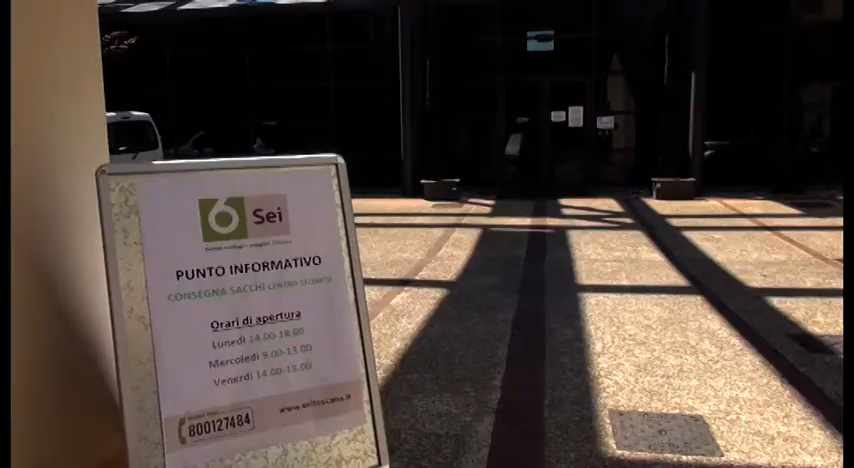 6 Sei
PUNTO INFORMATIVO
CONSEGNA SACCHI CENTRO STORICO
Orari di apertura
Lunedì 14.00-18.00
Mercoledì 9.00-13.00
Venerdì 14.00-18.00
www.seitoscana.it
800127484